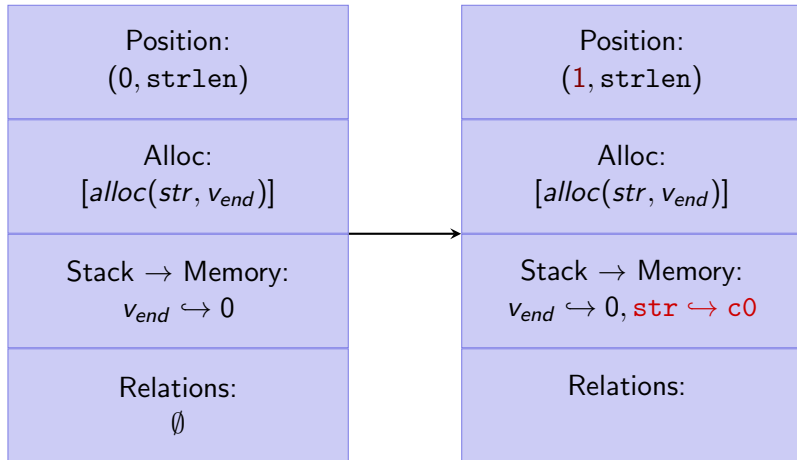 Position:
(0, strlen)
Alloc:
[alloc(str, v_end)]
Stack → Memory:
v_end ↪ 0
Relations:
∅
Position:
(1, strlen)
Alloc:
[alloc(str, v_end)]
Stack → Memory:
v_end ↪ 0, str ↪ c0
Relations: